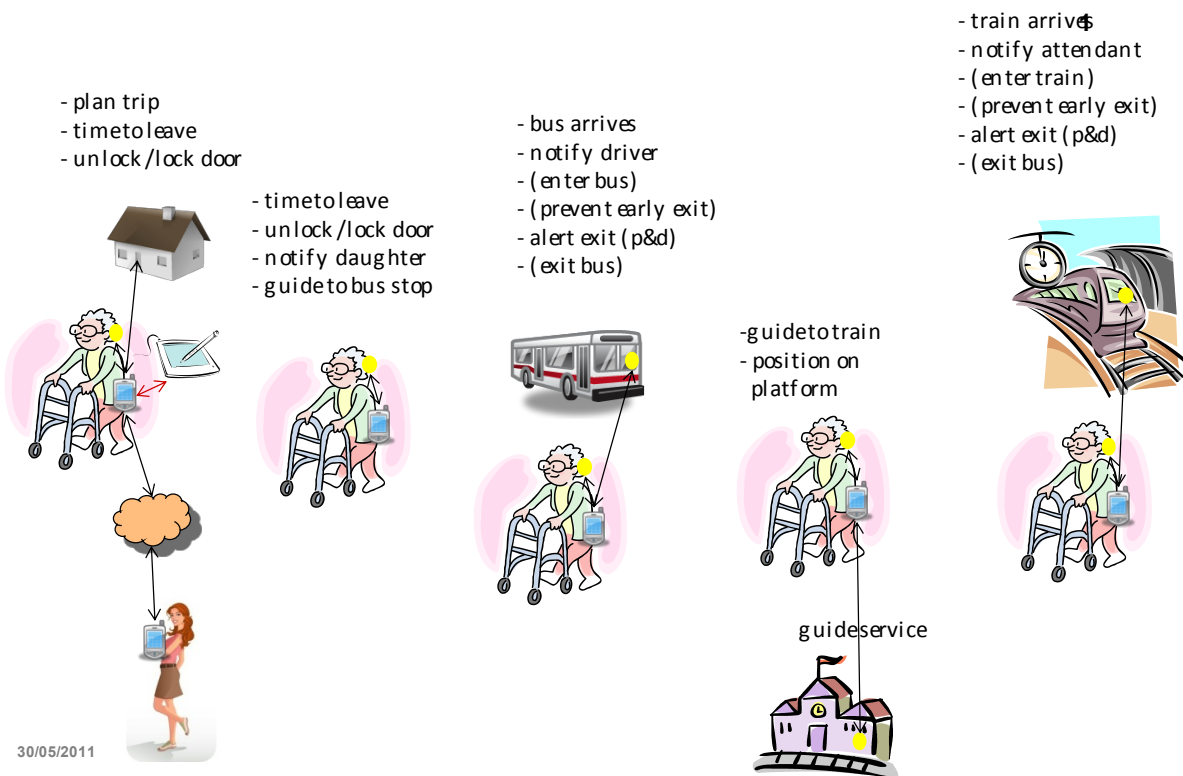 - plan trip
- time to leave
- unlock/lock door
- time to leave
- unlock/lock door
- notify daughter
- guide to bus stop
- bus arrives
- notify driver
- (enter bus)
- (prevent early exit)
- alert exit (p&d)
- (exit bus)
-guide to train
- position on
platform
guide service
- train arrives
4
- notify attendant
- (enter train)
- (prevent early exit)
- alert exit (p&d)
- (exit bus)
30/05/2011